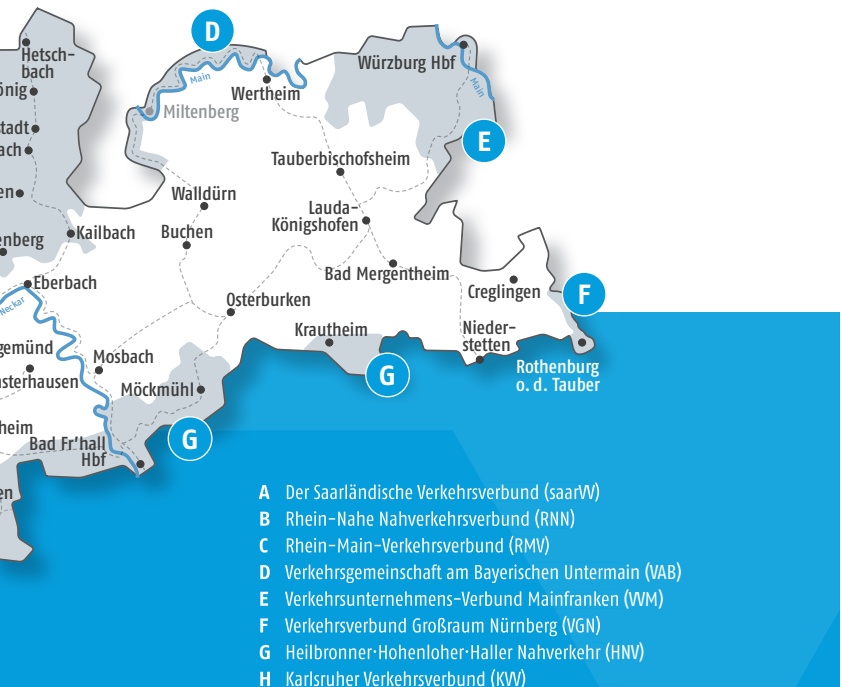 D
Hetsch-
bach
Würzburg Hbf
Main
Wertheim
Main
Miltenberg
E
Tauberbischofsheim
Walldürn
Lauda-
Königshofen
Buchen
Kailbach
Bad Mergentheim
Eberbach
Creglingen
F
Neckar
Osterburken
Krautheim
Nieder-
stetten
Mosbach
Rothenburg
o. d. Tauber
G
Möckmühl
G
Bad Fr'hall
Hbf
A Der Saarländische Verkehrsverbund (saarVV)
B Rhein-Nahe Nahverkehrsverbund (RNN)
C Rhein-Main-Verkehrsverbund (RMV)
D Verkehrsgemeinschaft am Bayerischen Untermain (VAB)
E Verkehrsunternehmens-Verbund Mainfranken (VVM)
F Verkehrsverbund Großraum Nürnberg (VGN)
G Heilbronner·Hohenloher·Haller Nahverkehr (HNV)
H Karlsruher Verkehrsverbund (KVV)